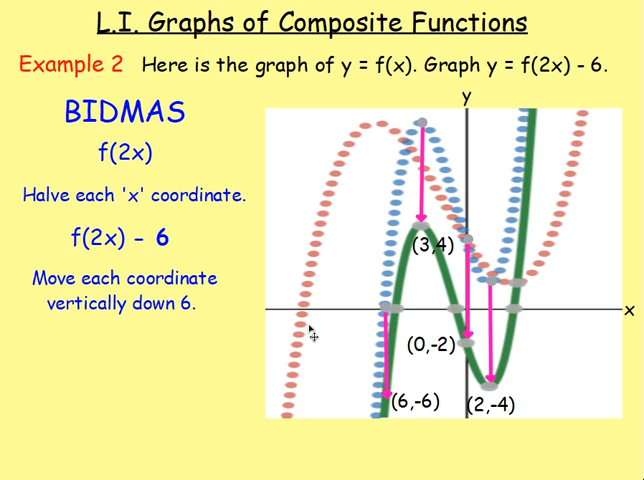 L.I. Graphs of Composite Functions
Example 2 Here is the graph of y = f(x). Graph y = f(2x) - 6.
BIDMAS
f(2x)
Halve each 'x' coordinate.
f(2x) - 6
Move each coordinate
vertically down 6.
y
x
(3,4)
(0,-2)
(6,-6)
(2,-4)